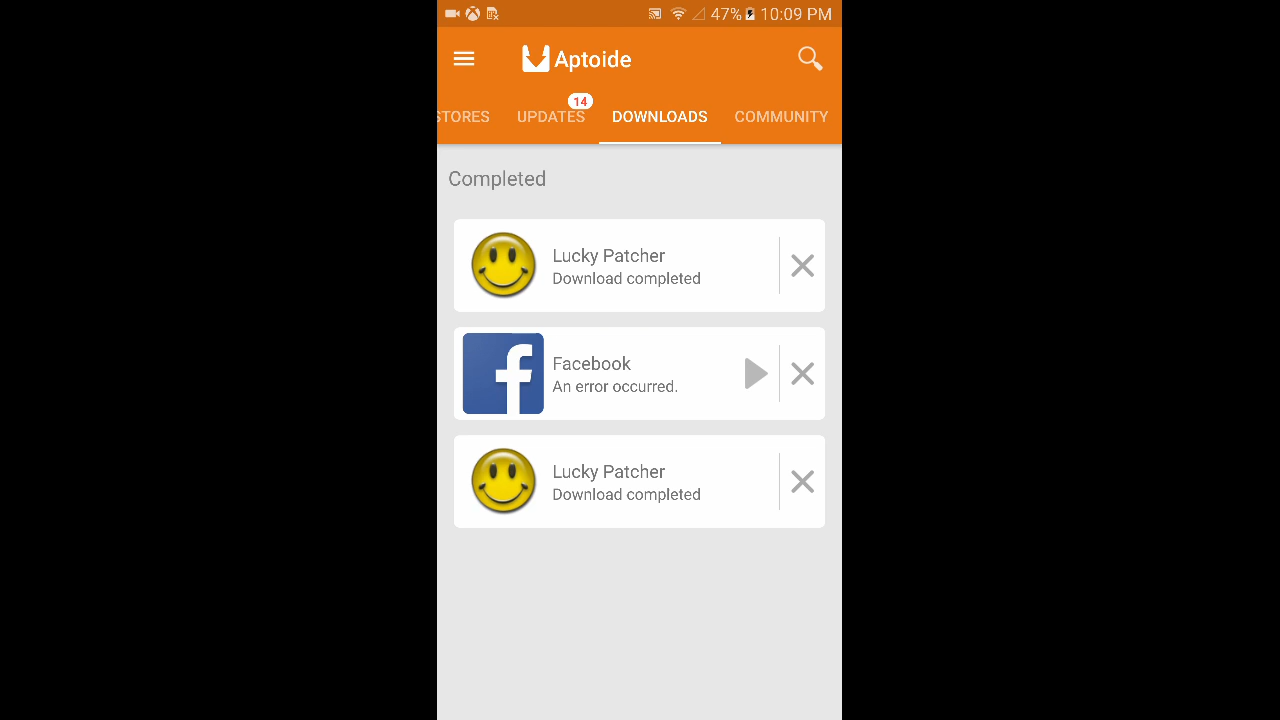 47% 10:09 PM
Aptoide
14
STORES UPDATES DOWNLOADS COMMUNITY
Completed
Lucky Patcher
Download completed
Facebook
An error occurred.
Lucky Patcher
Download completed